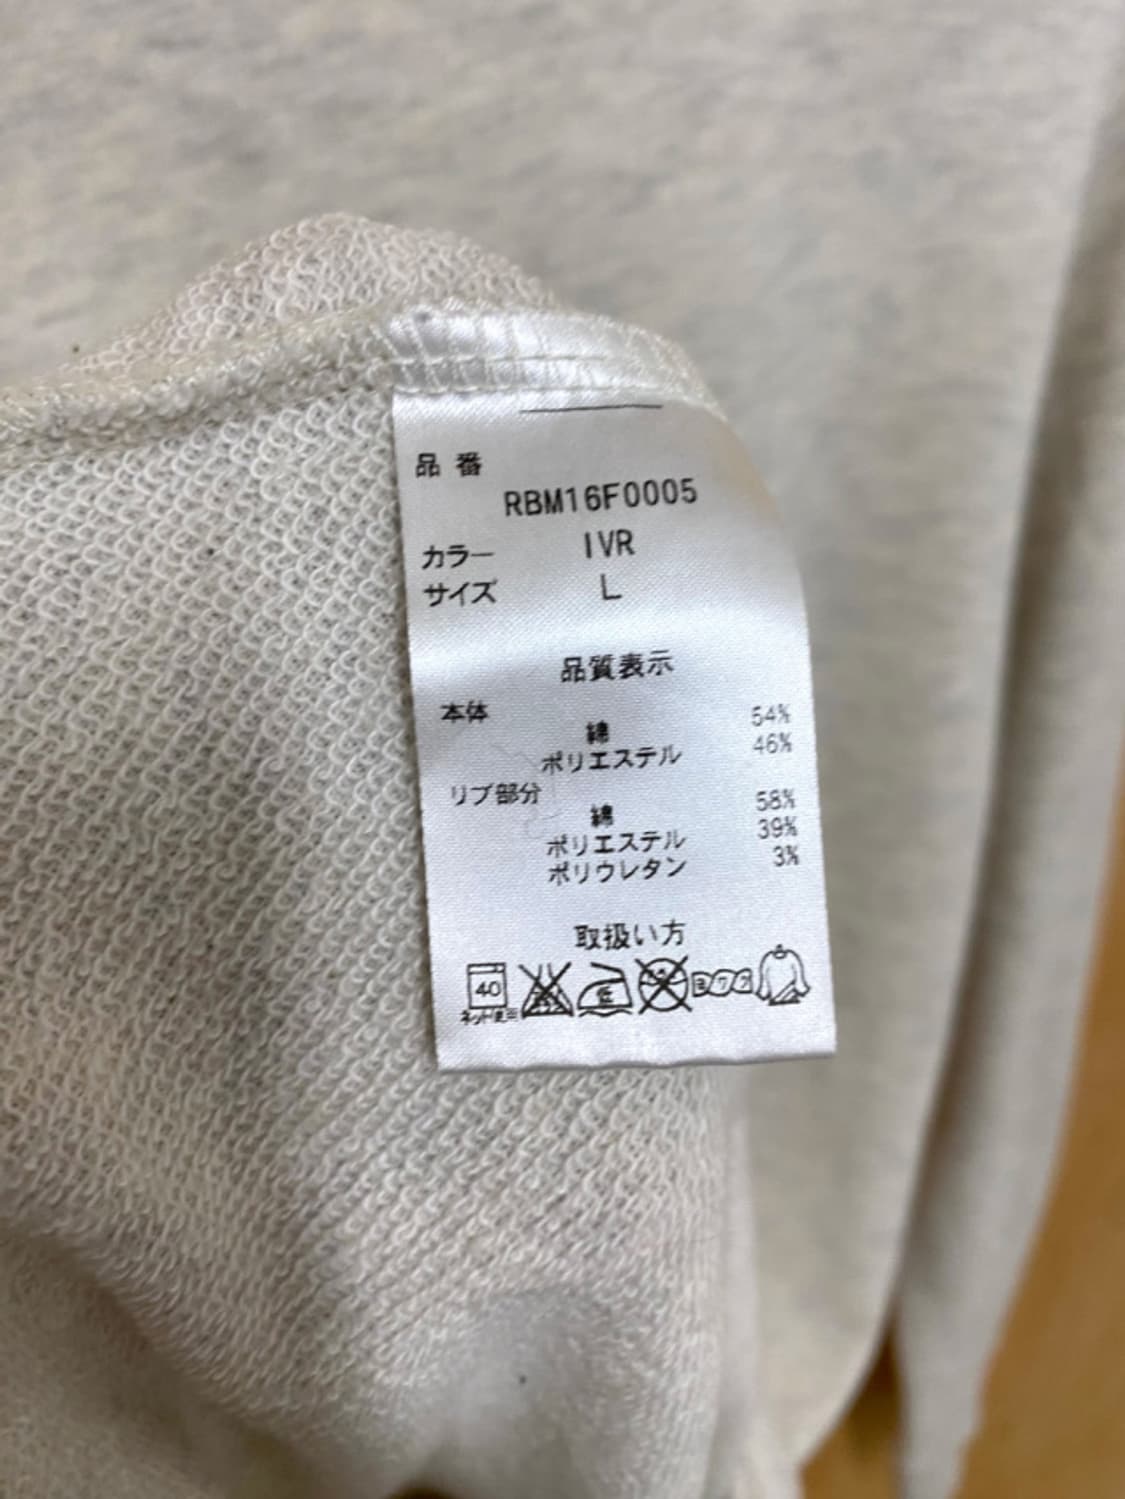 品番
RBM16F0005
カラー IVR
サイズ L
品質表示
本体
綿 54%
ポリエステル 46%
リブ部分
綿 58%
ポリエステル 39%
ポリウレタン 3%
取扱い方
40 低